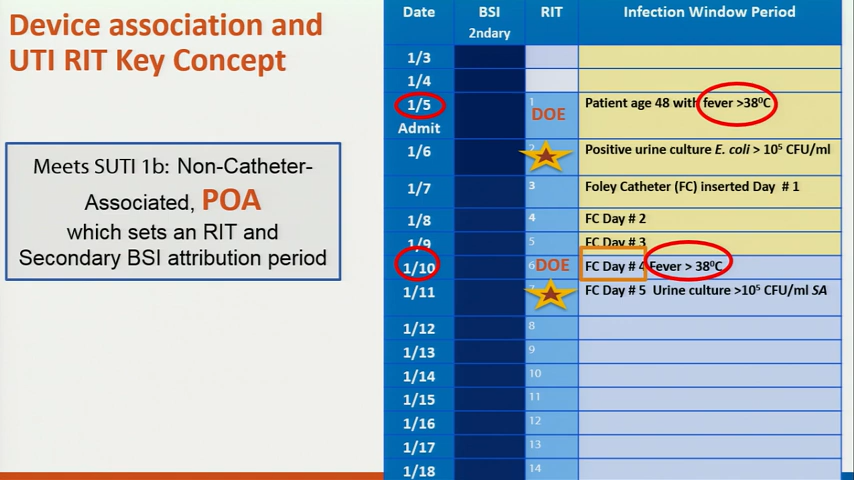 Device association and
UTI RIT Key Concept
Meets SUTI 1b: Non-Catheter-
Associated, POA
which sets an RIT and
Secondary BSI attribution period
Date BSI 2ndary RIT Infection Window Period
1/3
1/4
1/5 Admit 1 DOE Patient age 48 with fever >38⁰C
1/6 2 Positive urine culture E. coli > 10⁵ CFU/ml
1/7 3 Foley Catheter (FC) inserted Day # 1
1/8 4 FC Day # 2
1/9 5 FC Day # 3
1/10 6 DOE FC Day # 4 Fever > 38⁰C
1/11 FC Day # 5 Urine culture >10⁵ CFU/ml SA
1/12 8
1/13 9
1/14 10
1/15 11
1/16 12
1/17 13
1/18 14